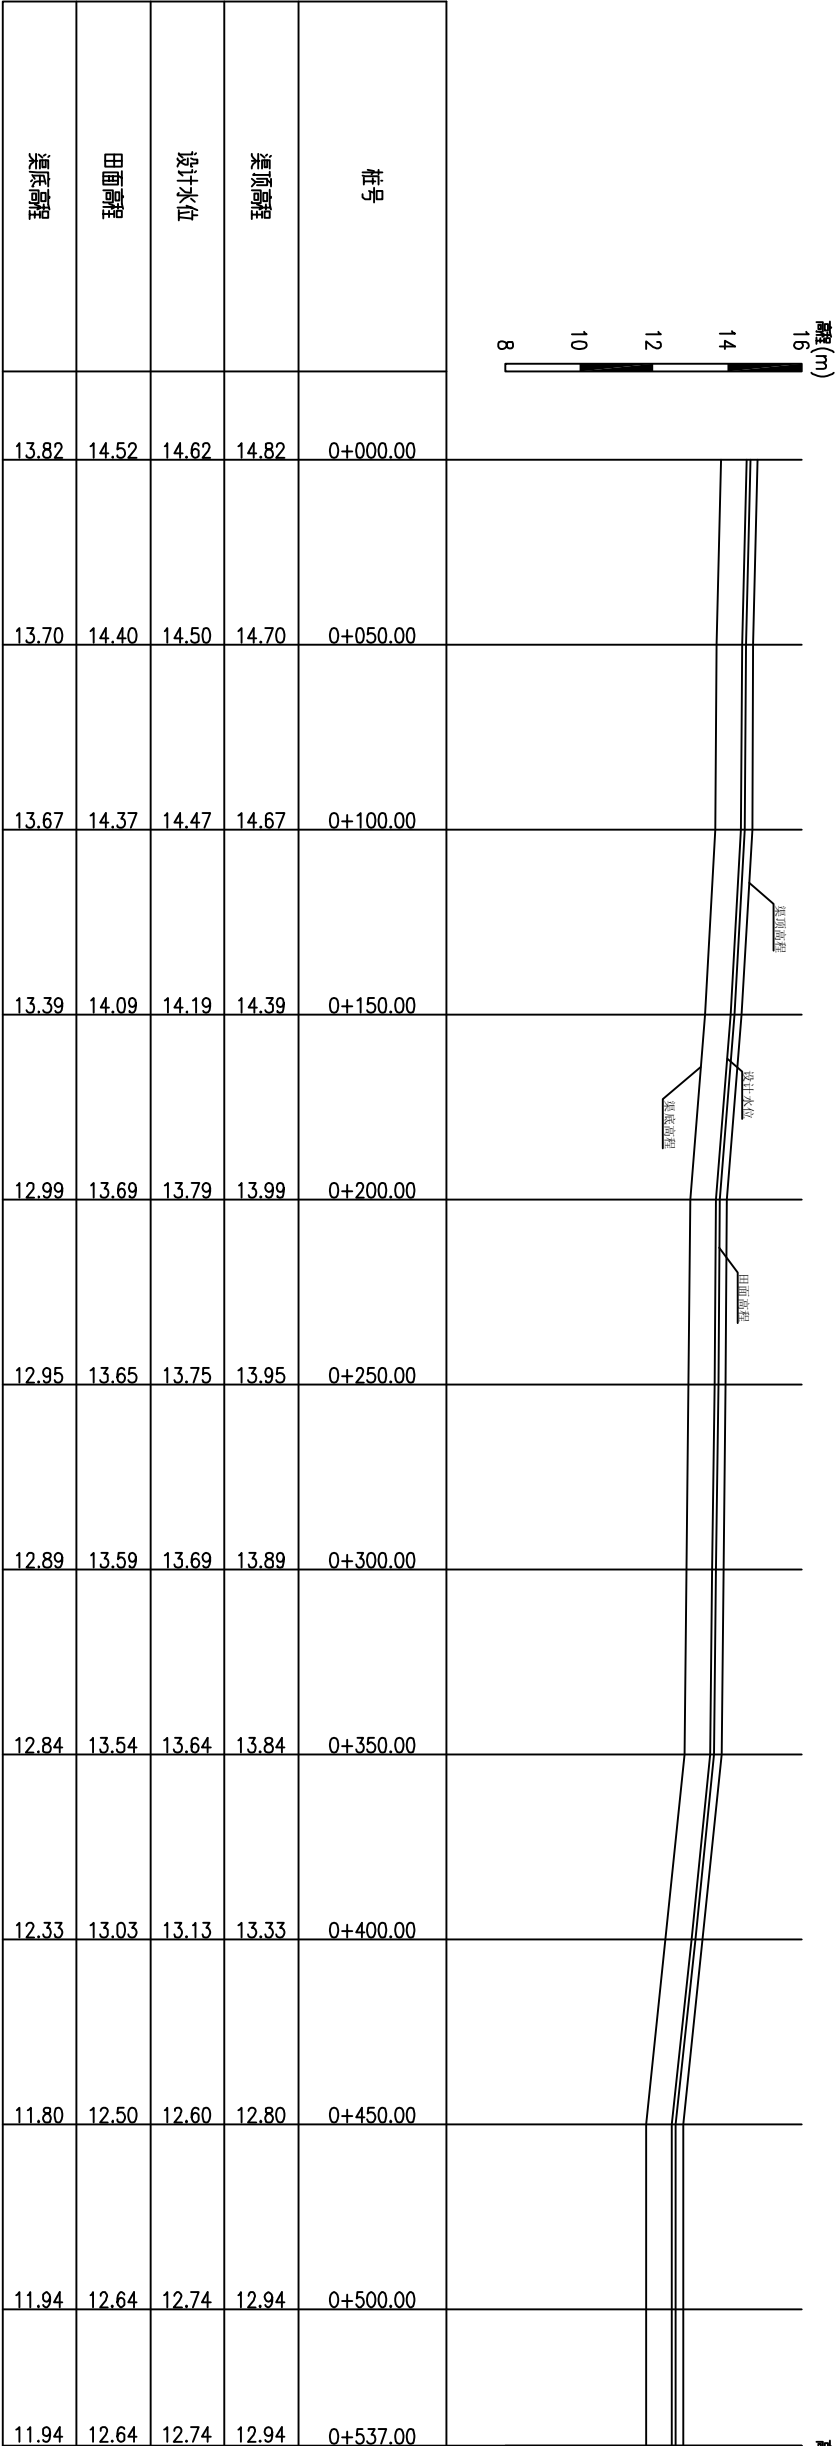 高程(m)
16
14
12
10
8
渠顶高程
设计水位
渠底高程
田面高程
桩号 0+000.00 0+050.00 0+100.00 0+150.00 0+200.00 0+250.00 0+300.00 0+350.00 0+400.00 0+450.00 0+500.00 0+537.00
渠顶高程 14.82 14.70 14.67 14.39 13.99 13.95 13.89 13.84 13.33 12.80 12.94 12.94
设计水位 14.62 14.50 14.47 14.19 13.79 13.75 13.69 13.64 13.13 12.60 12.74 12.74
田面高程 14.52 14.40 14.37 14.09 13.69 13.65 13.59 13.54 13.03 12.50 12.64 12.64
渠底高程 13.82 13.70 13.67 13.39 12.99 12.95 12.89 12.84 12.33 11.80 11.94 11.94